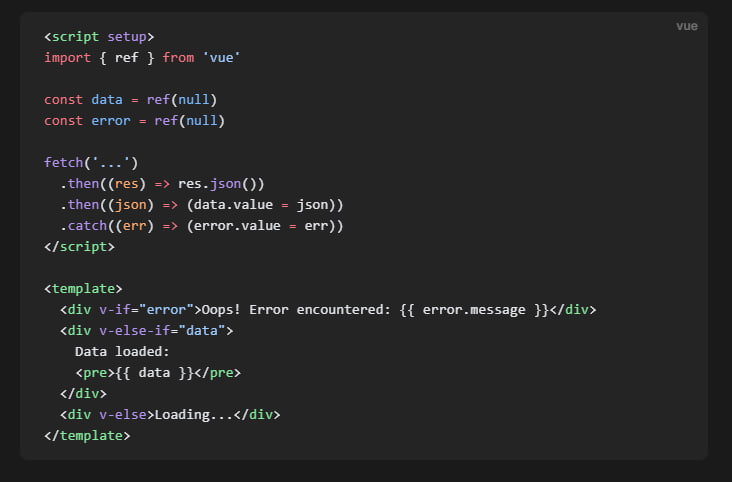 vue
<script setup>
import { ref } from 'vue'

const data = ref(null)
const error = ref(null)

fetch('...')
  .then((res) => res.json())
  .then((json) => (data.value = json))
  .catch((err) => (error.value = err))
</script>

<template>
  <div v-if="error">Oops! Error encountered: {{ error.message }}</div>
  <div v-else-if="data">
    Data loaded:
    <pre>{{ data }}</pre>
  </div>
  <div v-else>Loading...</div>
</template>